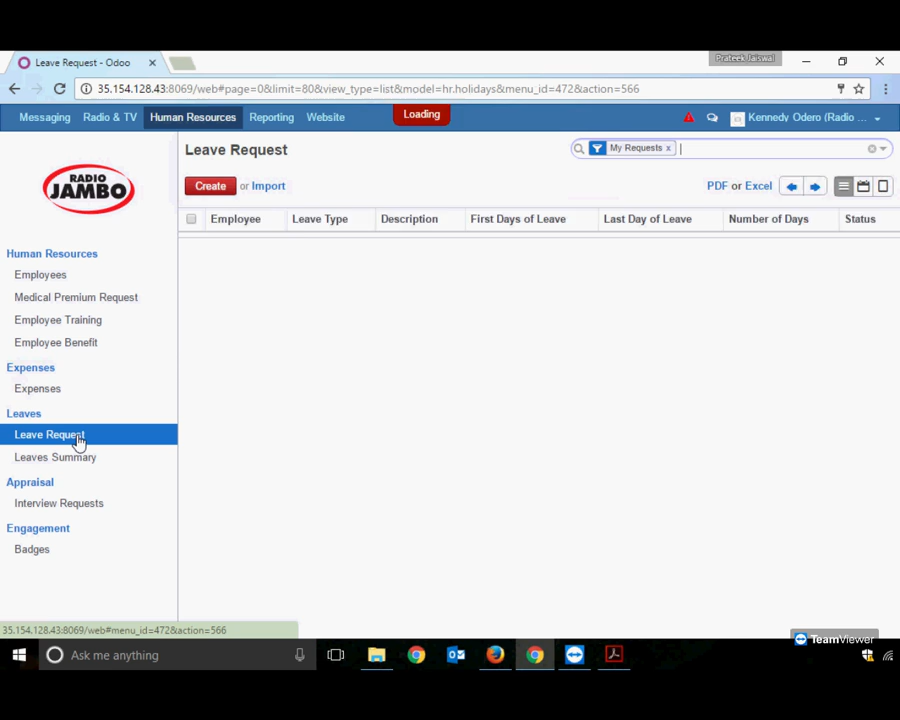 Prateek Jaiswal
Leave Request - Odoo
35.154.128.43:8069/web#page=0&limit=80&view_type=list&model=hr.holidays&menu_id=472&action=566
Messaging Radio & TV Human Resources Reporting Website Loading Kennedy Odero (Radio ...
RADIO
JAMBO
Leave Request
My Requests x
Create or Import
PDF or Excel
Employee Leave Type Description First Days of Leave Last Day of Leave Number of Days Status
Human Resources
Employees
Medical Premium Request
Employee Training
Employee Benefit
Expenses
Expenses
Leaves
Leave Request
Leaves Summary
Appraisal
Interview Requests
Engagement
Badges
35.154.128.43:8069/web#menu_id=472&action=566
TeamViewer
Ask me anything